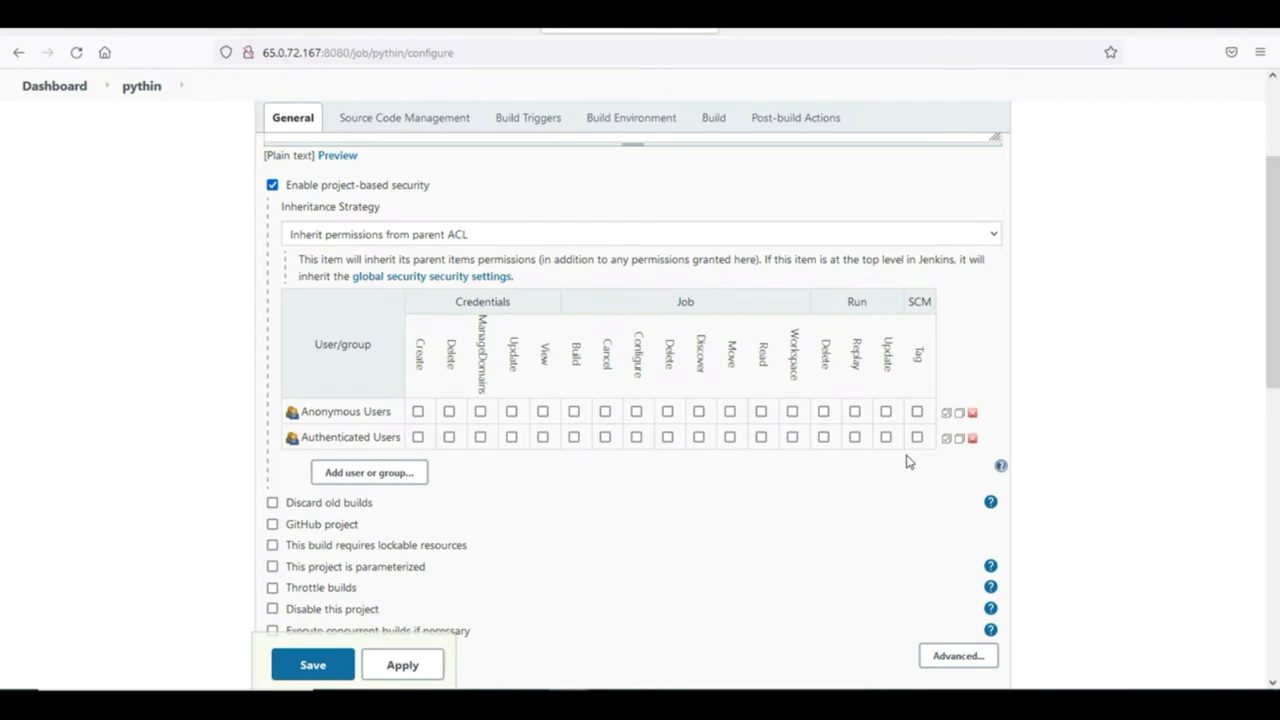 65.0.72.167:8080/job/pythin/configure
Dashboard pythin
General Source Code Management Build Triggers Build Environment Build Post-build Actions
[Plain text] Preview
Enable project-based security
Inheritance Strategy
Inherit permissions from parent ACL
This item will inherit its parent items permissions (in addition to any permissions granted here). If this item is at the top level in Jenkins, it will
inherit the global security security settings.
Credentials Job Run SCM
User/group Create Delete ManageDomains Update View Build Cancel Configure Delete Discover Move Read Workspace Delete Replay Update Tag
Anonymous Users
Authenticated Users
Add user or group...
Discard old builds ?
GitHub project
This build requires lockable resources
This project is parameterized ?
Throttle builds ?
Disable this project ?
Execute concurrent builds if necessary ?
Save Apply Advanced...